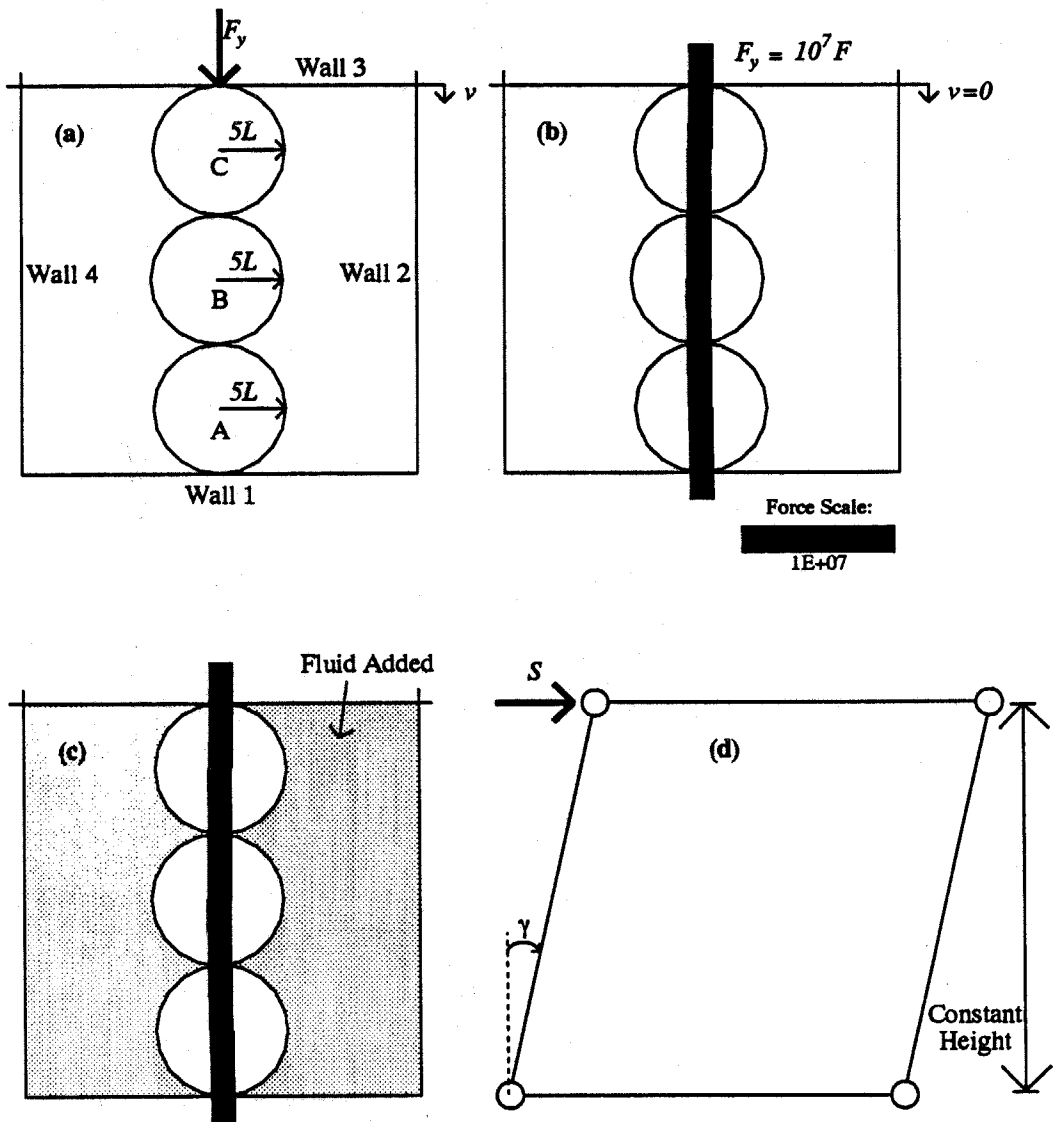 F_y
Wall 3
v
(a)
5L
C
Wall 4
5L
B
Wall 2
5L
A
Wall 1
F_y = 10^7 F
(b)
v=0
Force Scale:
1E+07
Fluid Added
(c)
S
(d)
γ
Constant
Height